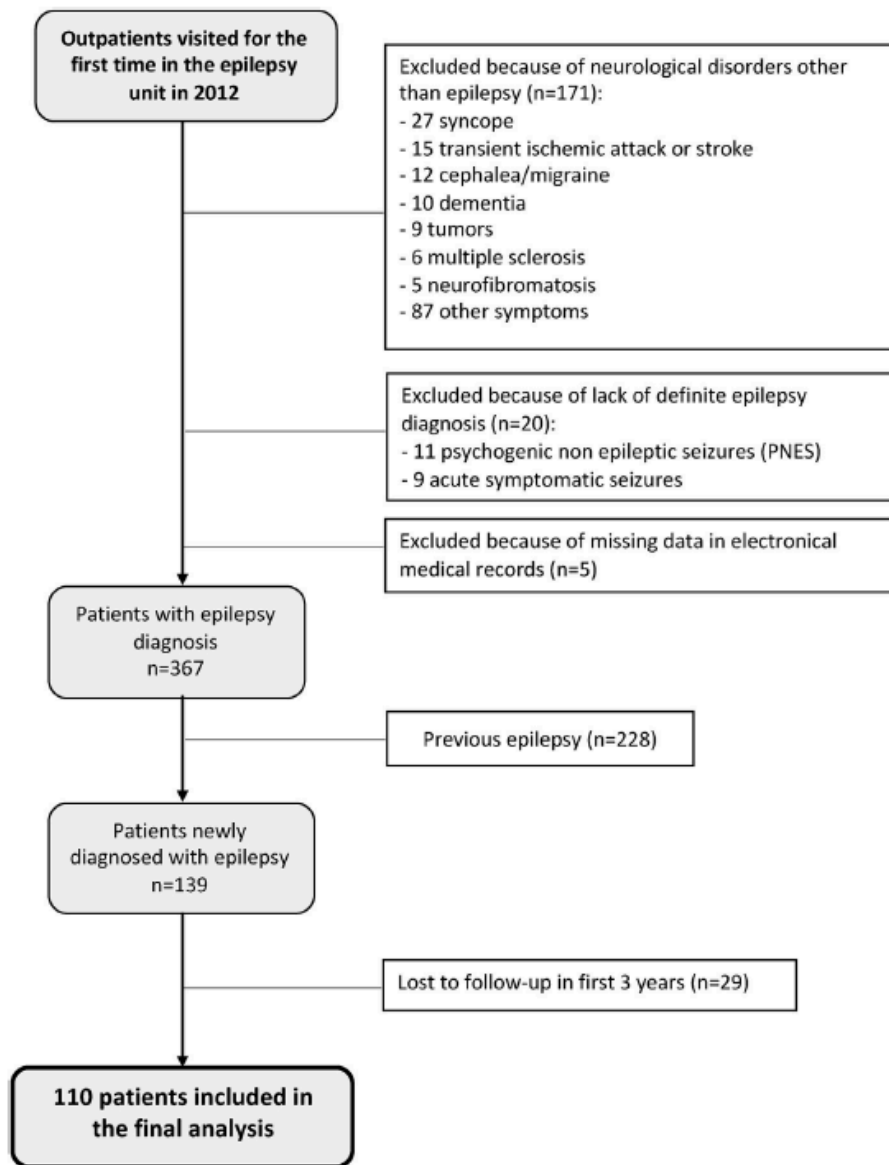 Outpatients visited for the
first time in the epilepsy
unit in 2012
Excluded because of neurological disorders other
than epilepsy (n=171):
- 27 syncope
- 15 transient ischemic attack or stroke
- 12 cephalea/migraine
- 10 dementia
- 9 tumors
- 6 multiple sclerosis
- 5 neurofibromatosis
- 87 other symptoms
Excluded because of lack of definite epilepsy
diagnosis (n=20):
- 11 psychogenic non epileptic seizures (PNES)
- 9 acute symptomatic seizures
Excluded because of missing data in electronical
medical records (n=5)
Patients with epilepsy
diagnosis
n=367
Previous epilepsy (n=228)
Patients newly
diagnosed with epilepsy
n=139
Lost to follow-up in first 3 years (n=29)
110 patients included in
the final analysis